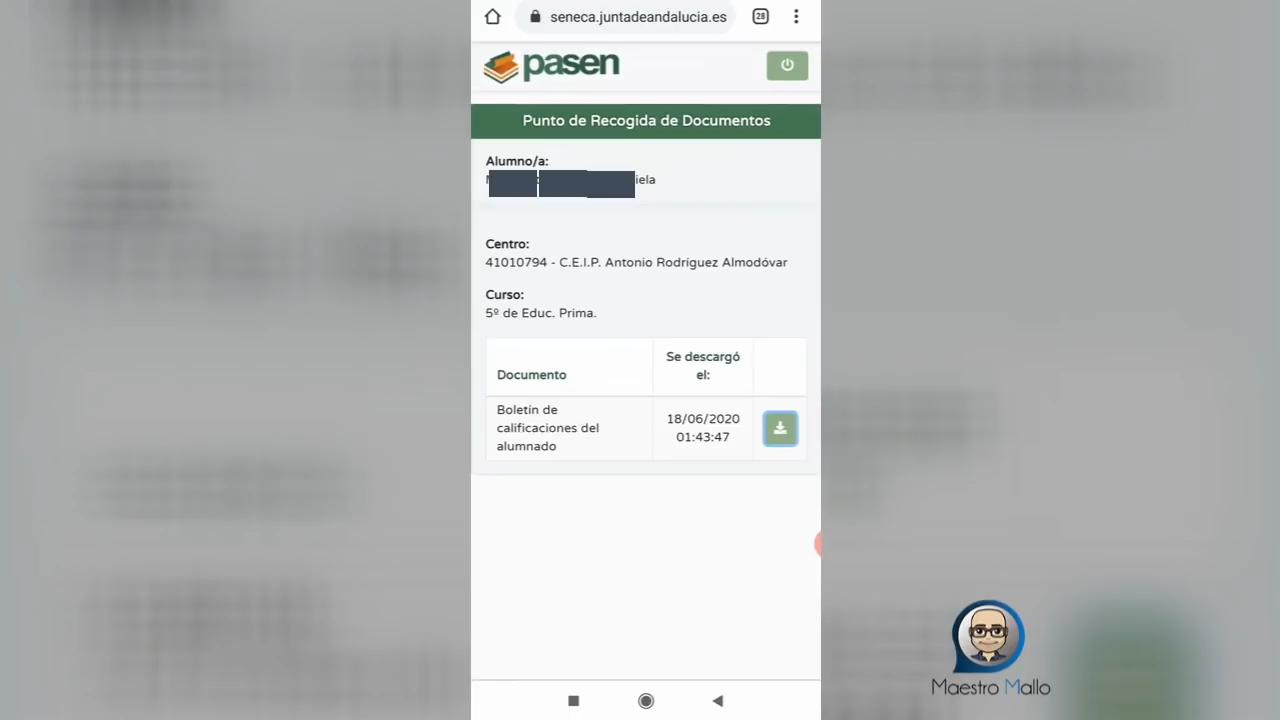 seneca.juntadeandalucia.es
28
pasen
Punto de Recogida de Documentos
Alumno/a:
iela
Centro:
41010794 - C.E.I.P. Antonio Rodríguez Almodóvar
Curso:
5º de Educ. Prima.
Documento
Se descargó
el:
Boletín de
calificaciones del
alumnado
18/06/2020
01:43:47
Maestro Mallo